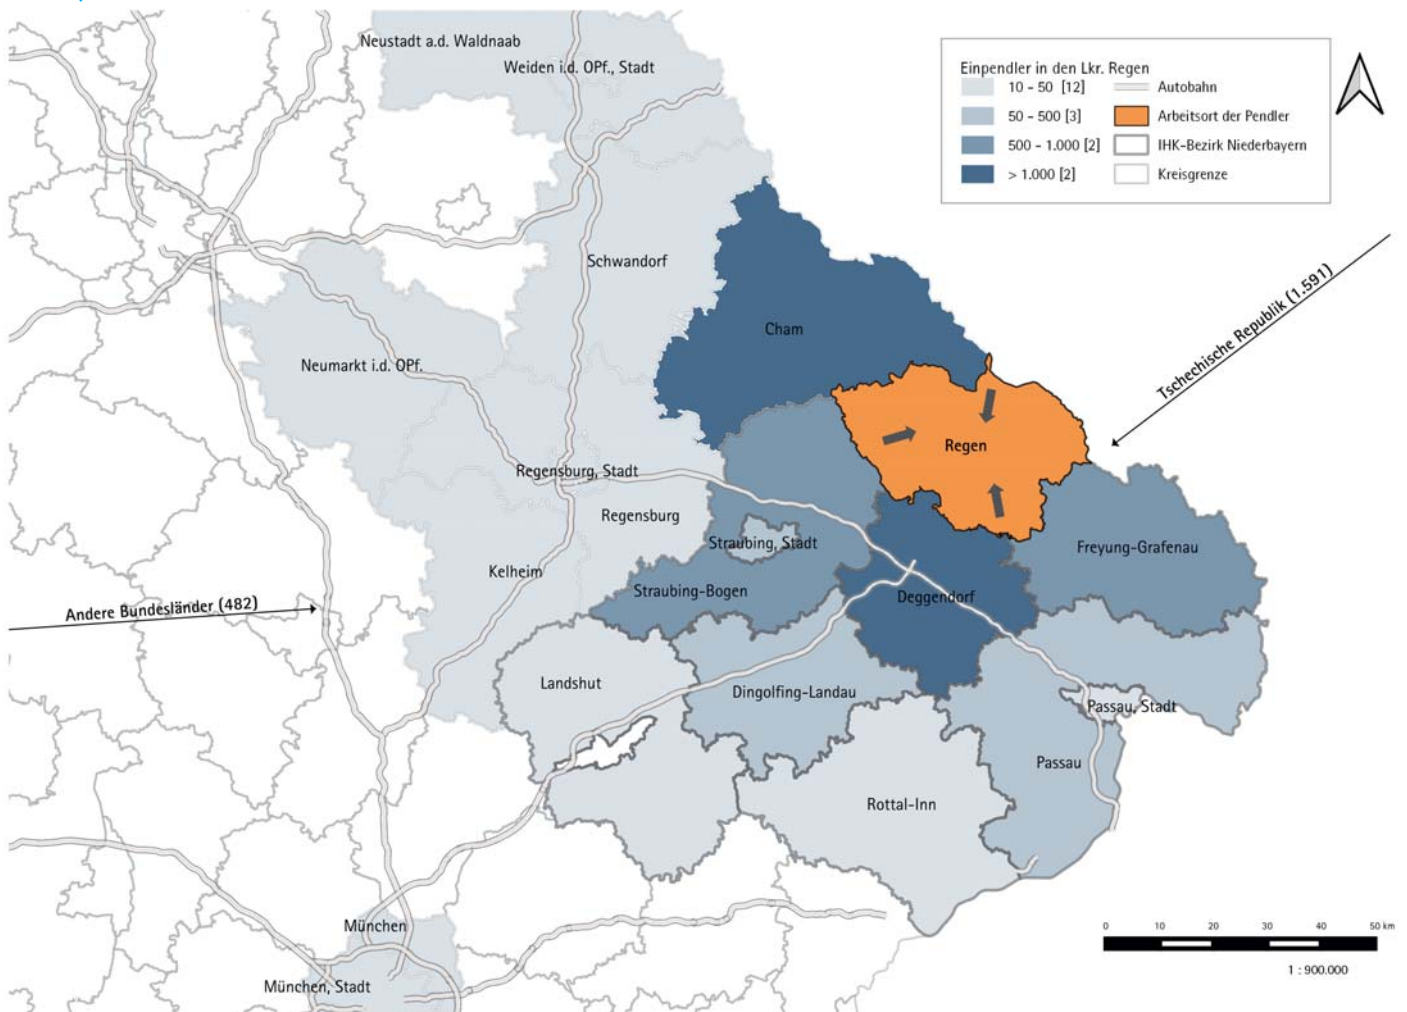 Neustadt a.d. Waldnaab
Weiden i.d. OPf., Stadt
Einpendler in den Lkr. Regen
10 - 50 [12]
Autobahn
50 - 500 [3]
Arbeitsort der Pendler
500 - 1.000 [2]
IHK-Bezirk Niederbayern
> 1.000 [2]
Kreisgrenze
Schwandorf
Tschechische Republik (1.591)
Cham
Neumarkt i.d. OPf.
Regen
Regensburg, Stadt
Regensburg
Straubing, Stadt
Freyung-Grafenau
Kelheim
Straubing-Bogen
Deggendorf
Andere Bundesländer (482)
Landshut
Dingolfing-Landau
Passau, Stadt
Passau
Rottal-Inn
München
München, Stadt
0 10 20 30 40 50 km
1 : 900.000